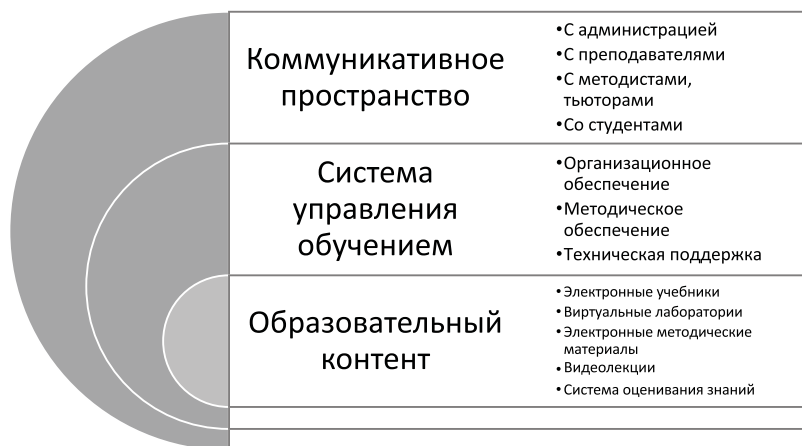 Коммуникативное
пространство
•С администрацией
•С преподавателями
•С методистами,
тьюторами
•Со студентами
Система
управления
обучением
•Организационное
обеспечение
•Методическое
обеспечение
•Техническая поддержка
Образовательный
контент
•Электронные учебники
•Виртуальные лаборатории
•Электронные методические
материалы
•Видеолекции
•Система оценивания знаний